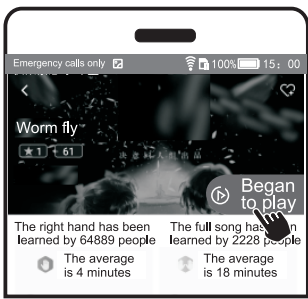 Emergency calls only 100% 15:00
Worm fly
★1 61
Began
to play
The right hand has been
learned by 64889 people
The full song has
learned by 2228 people
The average
is 4 minutes
The average
is 18 minutes